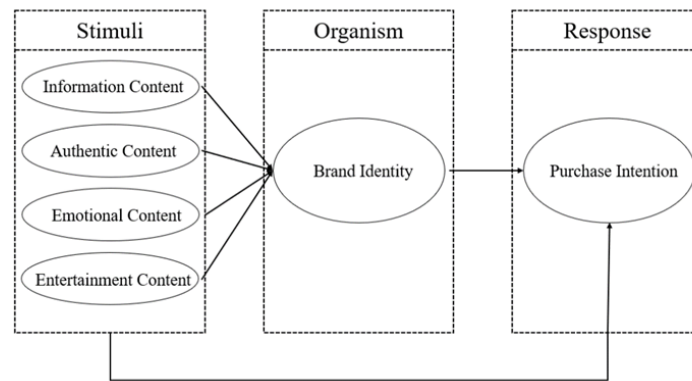 Stimuli
Organism
Response
Information Content
Authentic Content
Emotional Content
Entertainment Content
Brand Identity
Purchase Intention